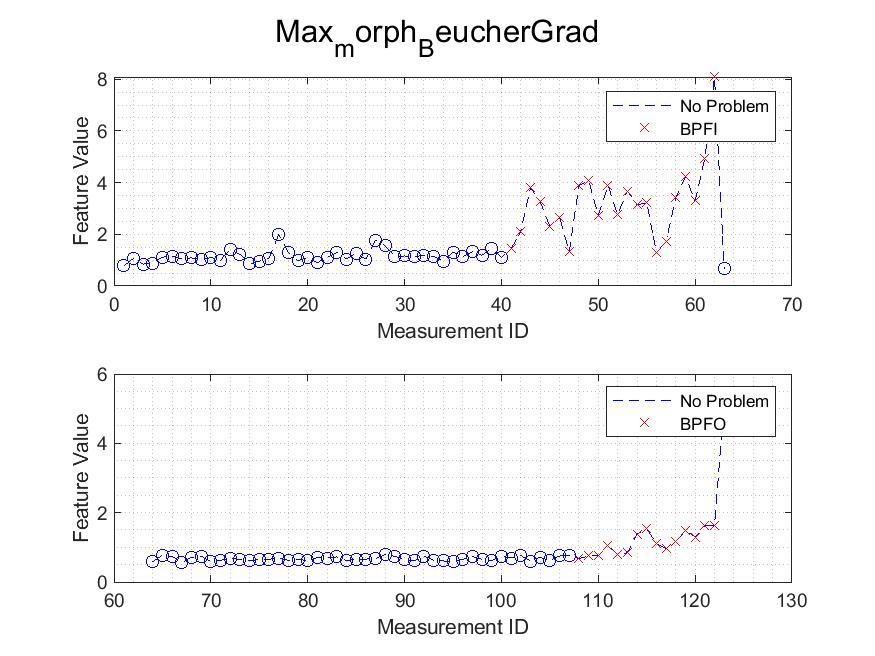 Max_morph_BeucherGrad
8
6
4
2
0
Feature Value
No Problem
BPFI
0 10 20 30 40 50 60 70
Measurement ID
6
4
2
0
Feature Value
No Problem
BPFO
60 70 80 90 100 110 120 130
Measurement ID